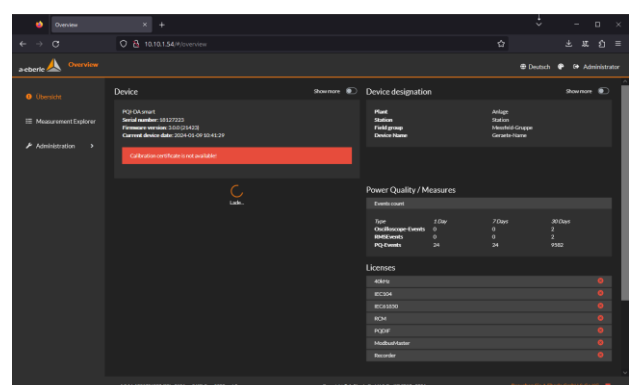 Overview
10.10.1.54/#/overview
a-eberle
Overview
Deutsch
Administrator
Übersicht
Measurement Explorer
Administration
Device
Show more
PQI-DA smart
Serial number: 18127223
Firmware version: 3.0.0 (21423)
Current device date: 2024-01-09 10:41:29
Calibration certificate is not available!
Lade..
Device designation
Show more
Plant Anlage
Station Station
Field group Messfeld-Gruppe
Device Name Geraete-Name
Power Quality / Measures
Events count
Type 1 Day 7 Days 30 Days
Oscilloscope-Events 0 0 2
RMSEvents 0 0 2
PQ-Events 24 24 9582
Licenses
40kHz
IEC104
IEC61850
RCM
PQDIF
ModbusMaster
Recorder